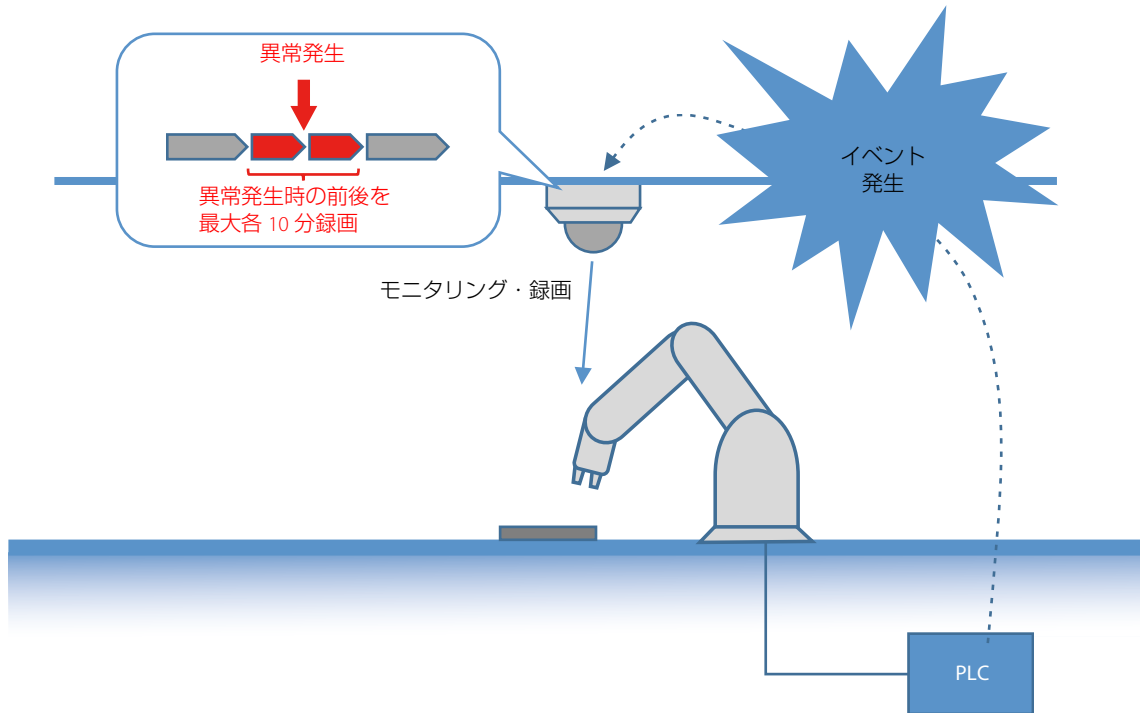 異常発生
異常発生時の前後を
最大各 10 分録画
イベント
発生
モニタリング・録画
PLC